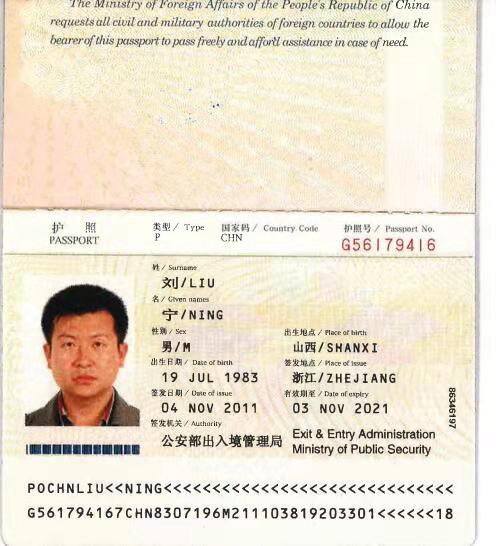 The Ministry of Foreign Affairs of the People's Republic of China
requests all civil and military authorities of foreign countries to allow the
bearer of this passport to pass freely and afford assistance in case of need.
护 照 类型 / Type 国家码 / Country Code 护照号 / Passport No.
PASSPORT P CHN G56179416
姓 / Surname
刘/LIU
名 / Given names
宁/NING
性别 / Sex 出生地点 / Place of birth
男/M 山西/SHANXI
出生日期 / Date of birth 签发地点 / Place of issue
19 JUL 1983 浙江/ZHEJIANG
签发日期 / Date of issue 有效期至 / Date of expiry
04 NOV 2011 03 NOV 2021
签发机关 / Authority
公安部出入境管理局 Exit & Entry Administration
Ministry of Public Security
86346197
POCHNLIU<<NING<<<<<<<<<<<<<<<<<<<<<<<<<<<<<<
G561794167CHN8307196M211103819203301<<<<<<18